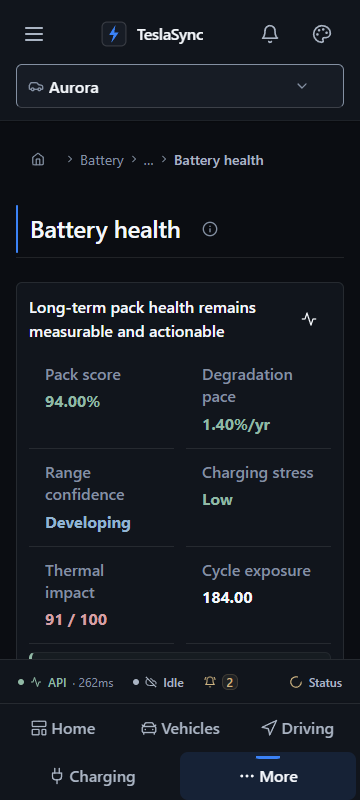 TeslaSync
Aurora
Battery ... Battery health
Battery health
Long-term pack health remains
measurable and actionable
Pack score
94.00%
Degradation
pace
1.40%/yr
Range
confidence
Developing
Charging stress
Low
Thermal
impact
91 / 100
Cycle exposure
184.00
API · 262ms Idle 2 Status
Home Vehicles Driving
Charging ··· More